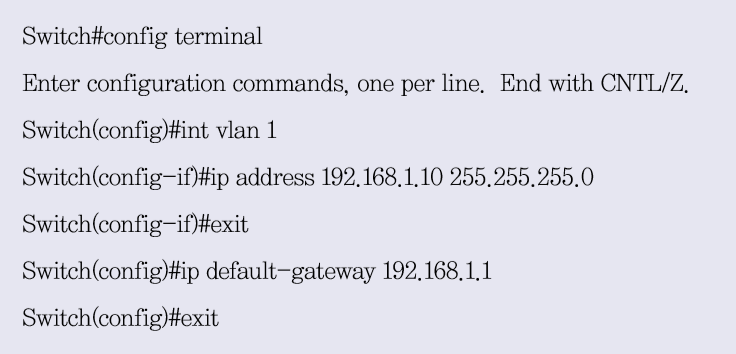 Switch#config terminal
Enter configuration commands, one per line.  End with CNTL/Z.
Switch(config)#int vlan 1
Switch(config-if)#ip address 192.168.1.10 255.255.255.0
Switch(config-if)#exit
Switch(config)#ip default-gateway 192.168.1.1
Switch(config)#exit